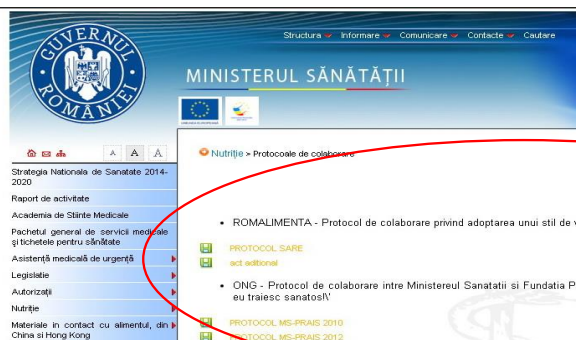 GUVERNUL ROMÂNIEI
Structura Informare Comunicare Contacte Cautare
MINISTERUL SĂNĂTĂȚII
A A A
Nutriție > Protocoale de colaborare
Strategia Nationala de Sanatate 2014-
2020
Raport de activitate
Academia de Stiinte Medicale
Pachetul general de servicii medicale
și tichetele pentru sănătate
Asistență medicală de urgență
Legislatie
Autorizații
Nutriție
Materiale in contact cu alimentul, din
China si Hong Kong
• ROMALIMENTA - Protocol de colaborare privind adoptarea unui stil de v
PROTOCOL SARE
act aditional
• ONG - Protocol de colaborare intre Ministereul Sanatatii si Fundatia P
eu traiesc sanatos!\'
PROTOCOL MS-PRAIS 2010
PROTOCOL MS-PRAIS 2012